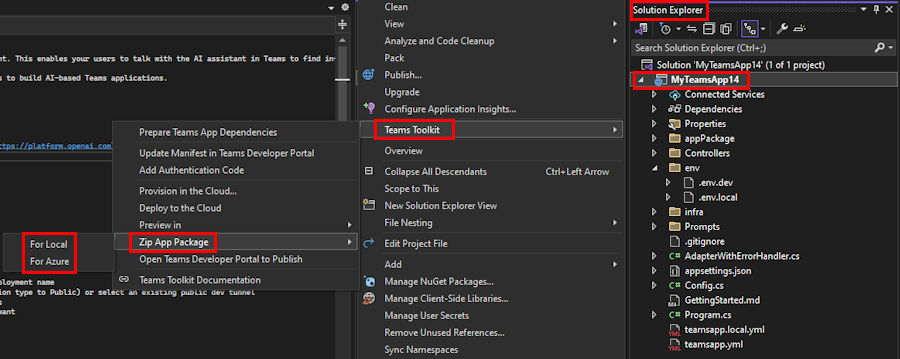 ent. This enables your users to talk with the AI assistant in Teams to find in
s to build AI-based Teams applications.
ttps://platform.openai.com
ployment name
ion type to Public) or select an existing public dev tunnel
s
mant
For Local
For Azure
Prepare Teams App Dependencies
Update Manifest in Teams Developer Portal
Add Authentication Code
Provision in the Cloud...
Deploy to the Cloud
Preview in
Zip App Package
Open Teams Developer Portal to Publish
Teams Toolkit Documentation
Clean
View
Analyze and Code Cleanup
Pack
Publish...
Upgrade
Configure Application Insights...
Teams Toolkit
Overview
Collapse All Descendants Ctrl+Left Arrow
Scope to This
New Solution Explorer View
File Nesting
Edit Project File
Add
Manage NuGet Packages...
Manage Client-Side Libraries...
Manage User Secrets
Remove Unused References...
Sync Namespaces
Solution Explorer
Search Solution Explorer (Ctrl+;)
Solution 'MyTeamsApp14' (1 of 1 project)
MyTeamsApp14
Connected Services
Dependencies
Properties
appPackage
Controllers
env
.env.dev
.env.local
infra
Prompts
.gitignore
C# AdapterWithErrorHandler.cs
appsettings.json
C# Config.cs
GettingStarted.md
C# Program.cs
teamsapp.local.yml
teamsapp.yml